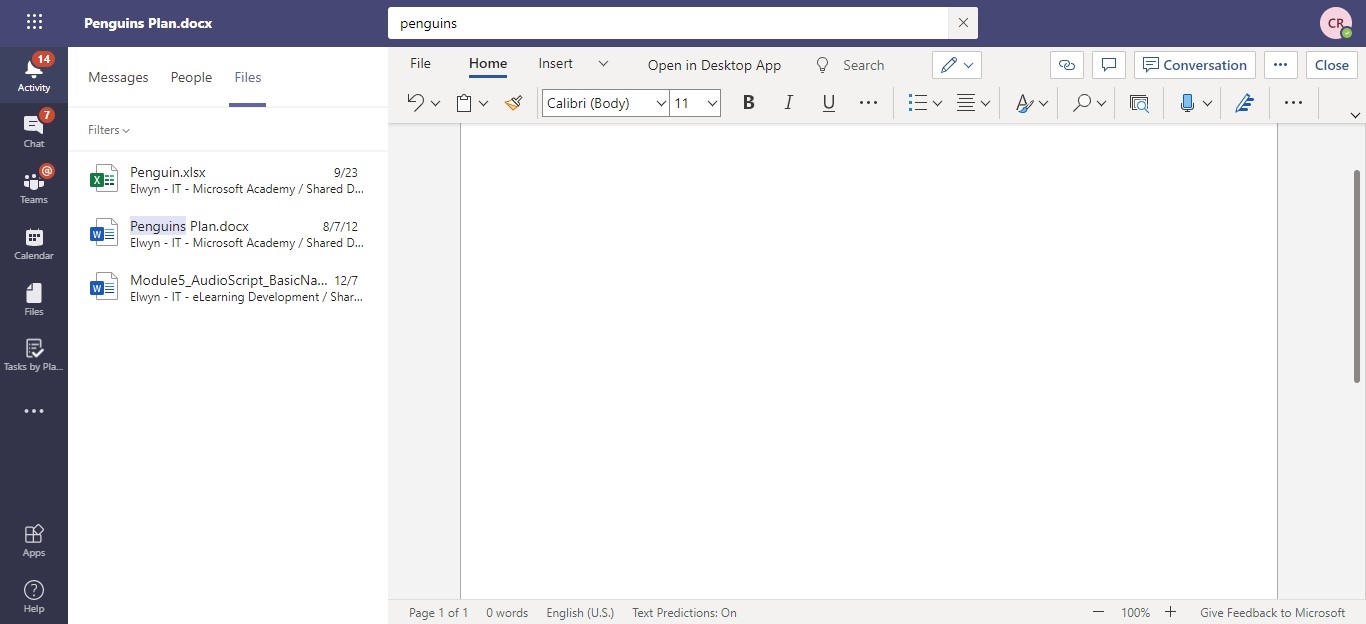 Penguins Plan.docx
penguins
CR
14
Activity
7
Chat
@
Teams
Calendar
Files
Tasks by Pla...
Apps
Help
Messages People Files
Filters
Penguin.xlsx 9/23
Elwyn - IT - Microsoft Academy / Shared D...
Penguins Plan.docx 8/7/12
Elwyn - IT - Microsoft Academy / Shared D...
Module5_AudioScript_BasicNa... 12/7
Elwyn - IT - eLearning Development / Shar...
File Home Insert Open in Desktop App Search Conversation Close
Calibri (Body) 11 B I U
Page 1 of 1 0 words English (U.S.) Text Predictions: On 100% Give Feedback to Microsoft